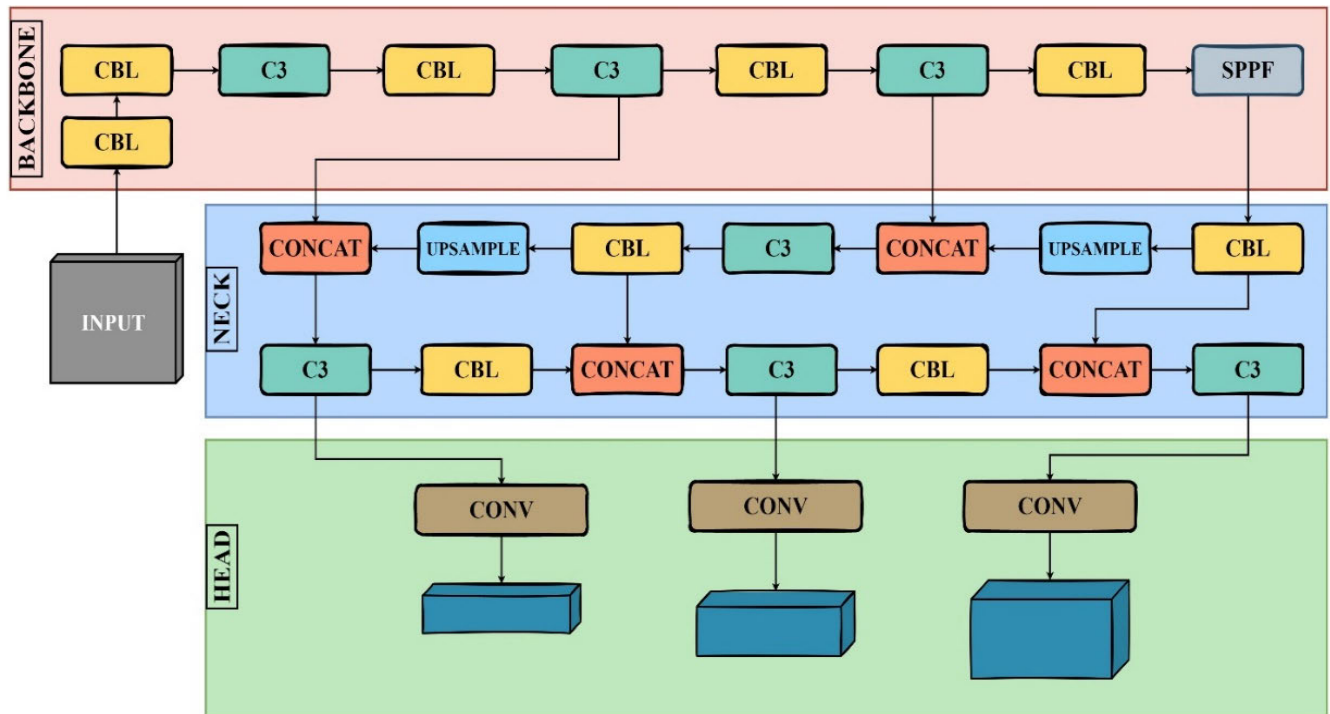 BACKBONE
CBL
C3
CBL
C3
CBL
C3
CBL
SPPF
CBL
INPUT
NECK
CONCAT
UPSAMPLE
CBL
C3
CONCAT
UPSAMPLE
CBL
C3
CBL
CONCAT
C3
CBL
CONCAT
C3
HEAD
CONV
CONV
CONV